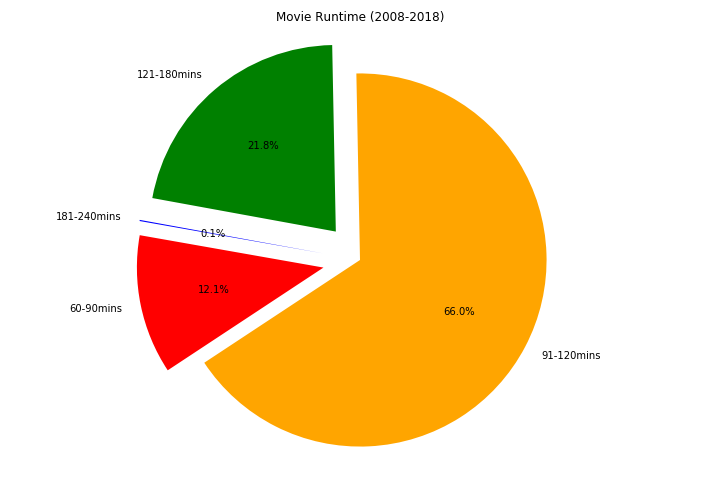 Movie Runtime (2008-2018)
121-180mins
21.8%
181-240mins
0.1%
12.1%
60-90mins
66.0%
91-120mins